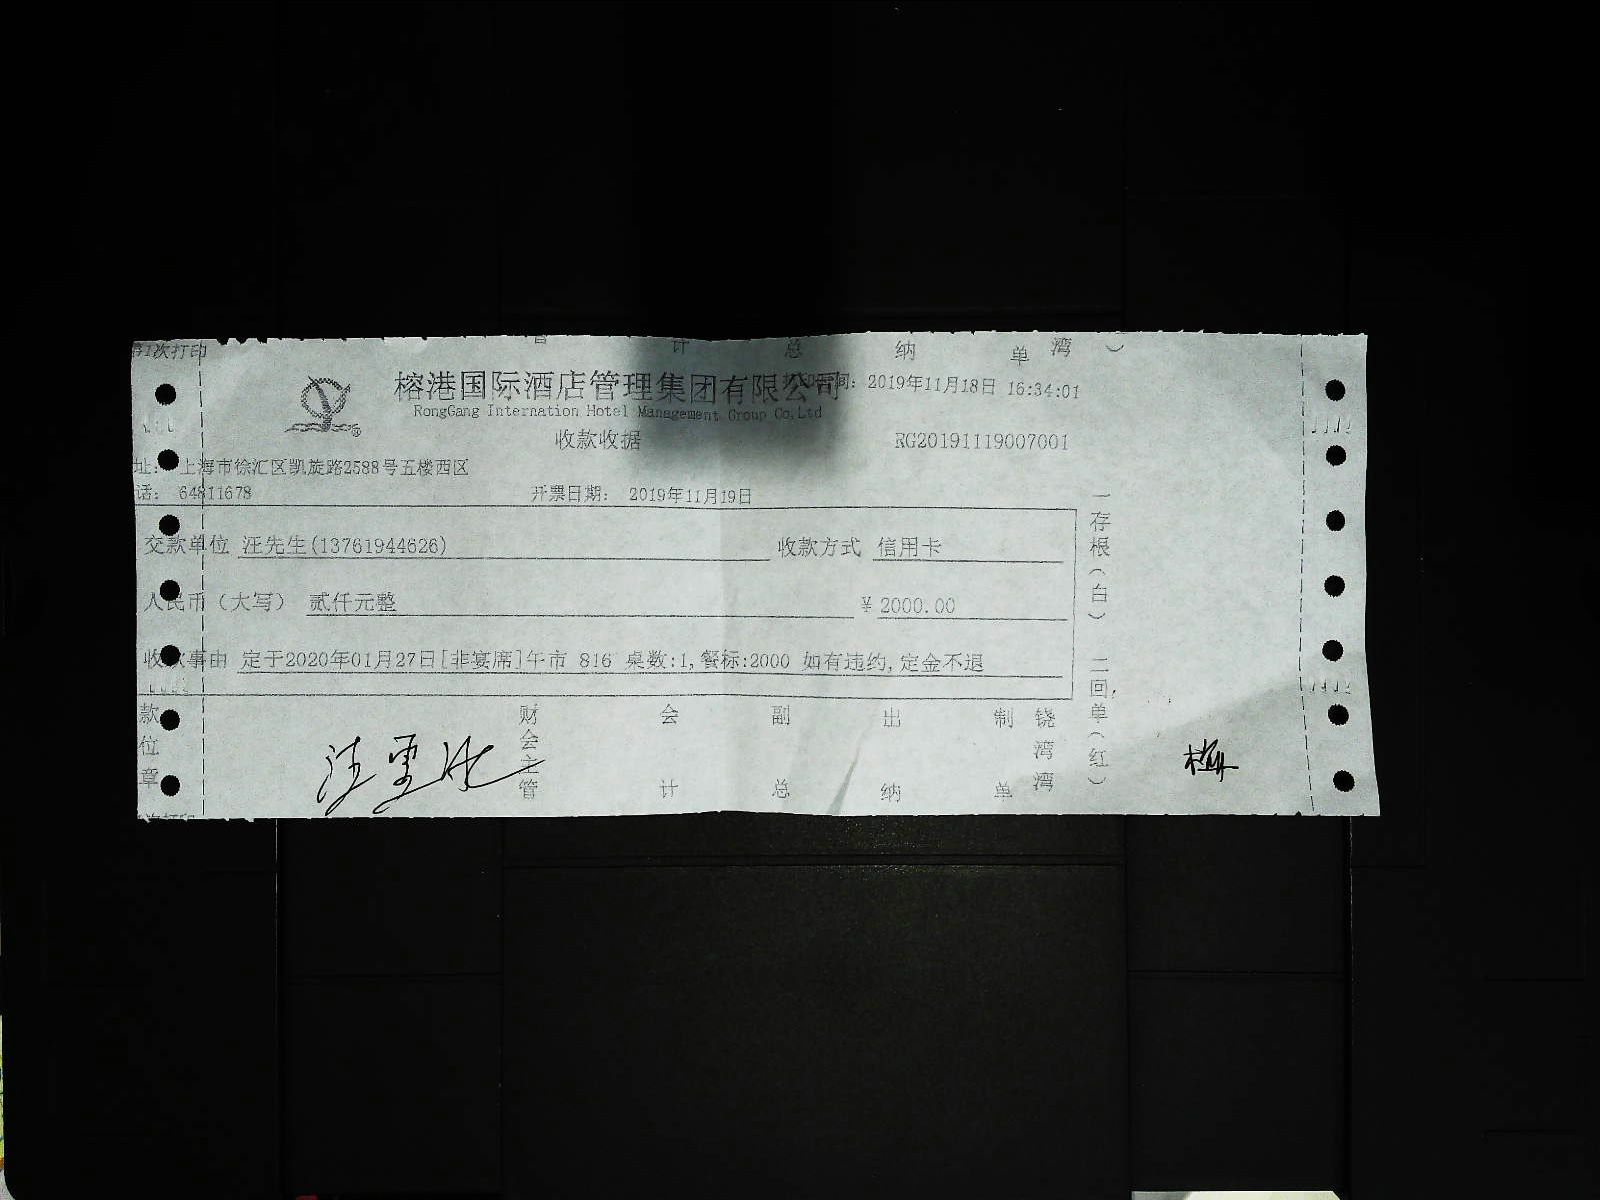 第1次打印
管 计 总 纳 单 湾 )
榕港国际酒店管理集团有限公司
打印时间: 2019年11月18日 16:34:01
RongGang Internation Hotel Management Group Co,Ltd
收款收据 RG20191119007001
址: 上海市徐汇区凯旋路2588号五楼西区
话: 64811678 开票日期: 2019年11月19日
交款单位 汪先生(13761944626) 收款方式 信用卡
人民币（大写） 贰仟元整 ¥ 2000.00
收款事由 定于2020年01月27日[非宴席]午市 816 桌数:1,餐标:2000 如有违约,定金不退
一存根(白) 二回单(红)
款位章
财会主管 会计 副总 出纳 制单 饶湾湾